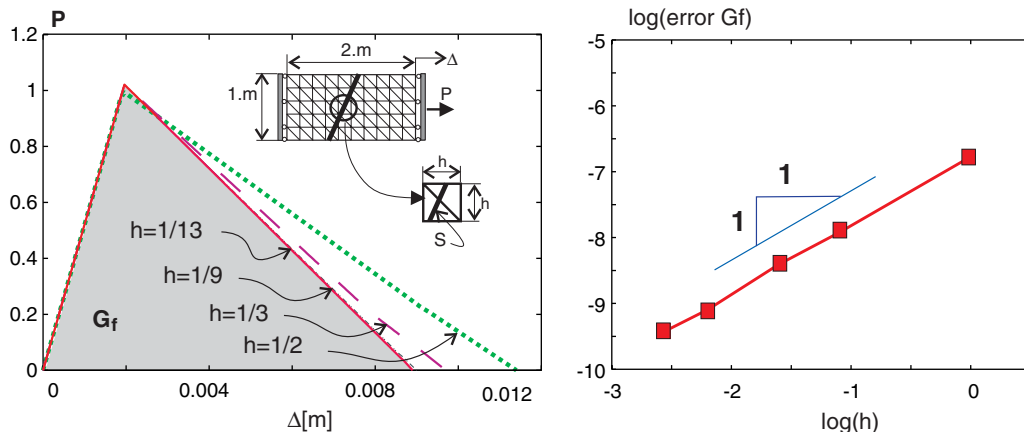 P
1.2
1
0.8
0.6
0.4
0.2
0
0
0.004
0.008
0.012
Δ[m]
2.m
Δ
1.m
P
h
h
S
h=1/13
h=1/9
h=1/3
h=1/2
Gf
log(error Gf)
-5
-6
-7
-8
-9
-10
-3
-2
-1
0
log(h)
1
1